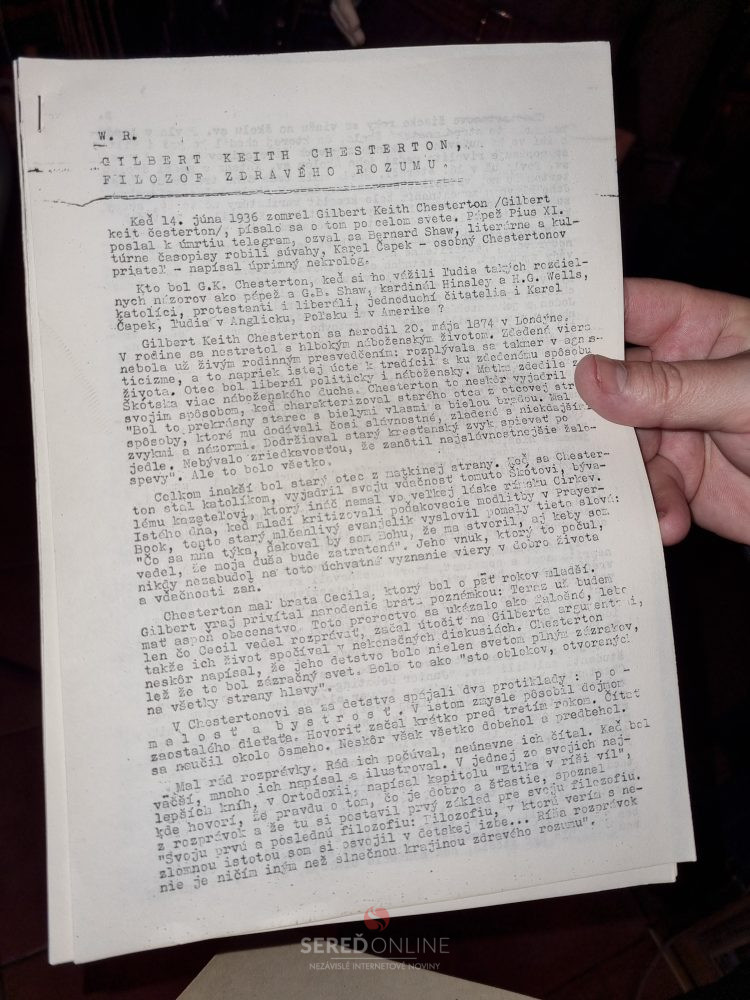 W. R.
GILBERT KEITH CHESTERTON,
FILOZÓF ZDRAVÉHO ROZUMU.
Keď 14. júna 1936 zomrel Gilbert Keith Chesterton /Gilbert
keit česterton/, písalo sa o tom po celom svete. Pápež Pius XI.
poslal k úmrtiu telegram, ozval sa Bernard Shaw, literárne a kul-
túrne časopisy robili súvahy, Karel Čapek - osobný Chestertonov
priateľ - napísal úprimný nekrológ.
Kto bol G.K. Chesterton, keď si ho vážili ľudia takých rozdiel-
nych názorov ako pápež a G.B. Shaw, kardinál Hinsley a H.G. Wells,
katolíci, protestanti i liberáli, jednoduchí čitatelia i Karel
Čapek, ľudia v Anglicku, Poľsku i v Amerike ?
Gilbert Keith Chesterton sa narodil 20. mája 1874 v Londýne.
V rodine sa nestretol s hlbokým náboženským životom. Zdedená viera
nebola už živým rodinným presvedčením: rozplývala sa takmer v agnos-
ticizme, a to napriek istej úcte k tradícii a ku zdedenému spôsobu
života. Otec bol liberál politicky i nábožensky. Matka zdedila zo
Škótska viac náboženského ducha. Chesterton to neskôr vyjadril
svojim spôsobom, keď charakterizoval starého otca z otcovej
"Bol to prekrásny starec s bielymi vlasmi a bielou bradou. Mal
spôsoby, ktoré mu dodávali čosi slávnostné, zladené s niekdajšími
zvykmi a názormi. Dodržiaval starý kresťanský zvyk spievať po
jedle. Nebývalo zriedkavosťou, že zanôtil najslávnostnejšie žalo-
spevy". Ale to bolo všetko.
Celkom inakší bol starý otec z matkinej strany. Keď sa Chester-
ton stal katolíkom, vyjadril svoju vďačnosť tomuto Škótovi, býva-
lému kazateľovi, ktorý ináč nemal vo veľkej láske rímsku Cirkev.
Istého dňa, keď mladí kritizovali poďakovacie modlitby v Prayer-
Book, tento starý mlčanlivý evanjelik vyslovil pomaly tieto slová:
"Čo sa mňa týka, ďakoval by som Bohu, že ma stvoril, aj keby som
vedel, že moja duša bude zatratená". Jeho vnuk, ktorý to počul,
nikdy nezabudol na toto úchvatné vyznanie viery v dobro života
a vďačnosti zaň.
Chesterton mal brata Cecila, ktorý bol o päť rokov mladší.
Gilbert vraj privítal narodenie brata poznámkou: Teraz už budem
mať aspoň obecenstvo. Toto proroctvo sa ukázalo ako falošné, lebo
len čo Cecil vedel rozprávať, začal útočiť na Gilberta argumentmi,
takže ich život spočíval v nekonečných diskusiách. Chesterton
neskôr napísal, že jeho detstvo bolo nielen svetom plným zázrakov,
lež že to bol zázračný svet. Bolo to ako "sto oblokov, otvorených
na všetky strany hlavy".
V Chestertonovi sa za detstva spájali dva protiklady : po-
malosť a bystrosť. V istom zmysle pôsobil dojmom
zaostalého dieťaťa. Hovoriť začal krátko pred tretím rokom. Čítať
sa naučil okolo ôsmeho. Neskôr však všetko dobehol a predbehol.
Mal rád rozprávky. Rád ich počúval, neúnavne ich čítal. Keď bol
väčší, mnoho ich napísal a ilustroval. V jednej zo svojich naj-
lepších kníh, v Ortodoxii, napísal kapitolu "Etika v ríši víl",
kde hovorí, že pravdu o tom, čo je dobro a šťastie, spoznal
z rozprávok a že tu si postavil prvý základ pre svoju filozofiu.
"Svoju prvú a poslednú filozofiu: Filozofiu, v ktorú verím s ne-
zlomnou istotou som si osvojil v detskej izbe... Ríša rozprávok
nie je ničím iným než slnečnou krajinou zdravého rozumu".
SEREĎONLINE
NEZÁVISLÉ INTERNETOVÉ NOVINY